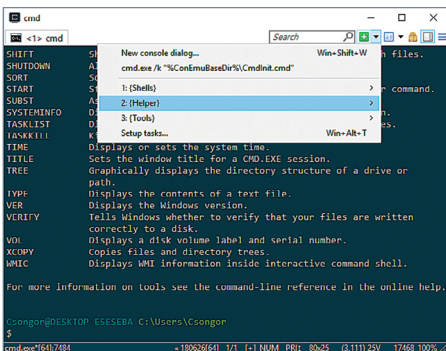 cmd
<1> cmd
Search
New console dialog... Win+Shift+W
cmd.exe /k "%ConEmuBaseDir%\CmdInit.cmd"
1: {Shells}
2: {Helper}
3: {Tools}
Setup tasks... Win+Alt+T
SHIFT Sh h files.
SHUTDOWN
SORT
START r command.
SUBST
SYSTEMINFO
TASKLIST
TASKKILL
TIME Displays or sets the system time.
TITLE Sets the window title for a CMD.EXE session.
TREE Graphically displays the directory structure of a drive or
path.
TYPE Displays the contents of a text file.
VER Displays the Windows version.
VERIFY Tells Windows whether to verify that your files are written
correctly to a disk.
VOL Displays a disk volume label and serial number.
XCOPY Copies files and directory trees.
WMIC Displays WMI information inside interactive command shell.
For more information on tools see the command-line reference in the online help.
Csongor@DESKTOP-ESESEBA C:\Users\Csongor
$
cmd.exe*[64]:7484 « 180626[64] 1/1 [+] NUM PRI: 80x25 (3,111) 25V 17468 100%